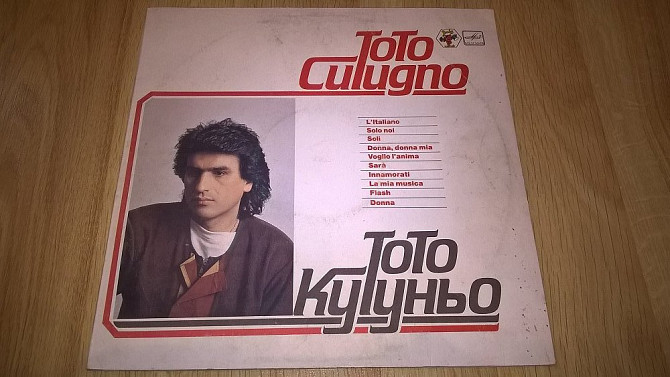 Toto
Cutugno
L'Italiano
Solo noi
Soli
Donna, donna mia
Voglio l'anima
Sarà
Innamorati
La mia musica
Flash
Donna
Тото
Кутуньо